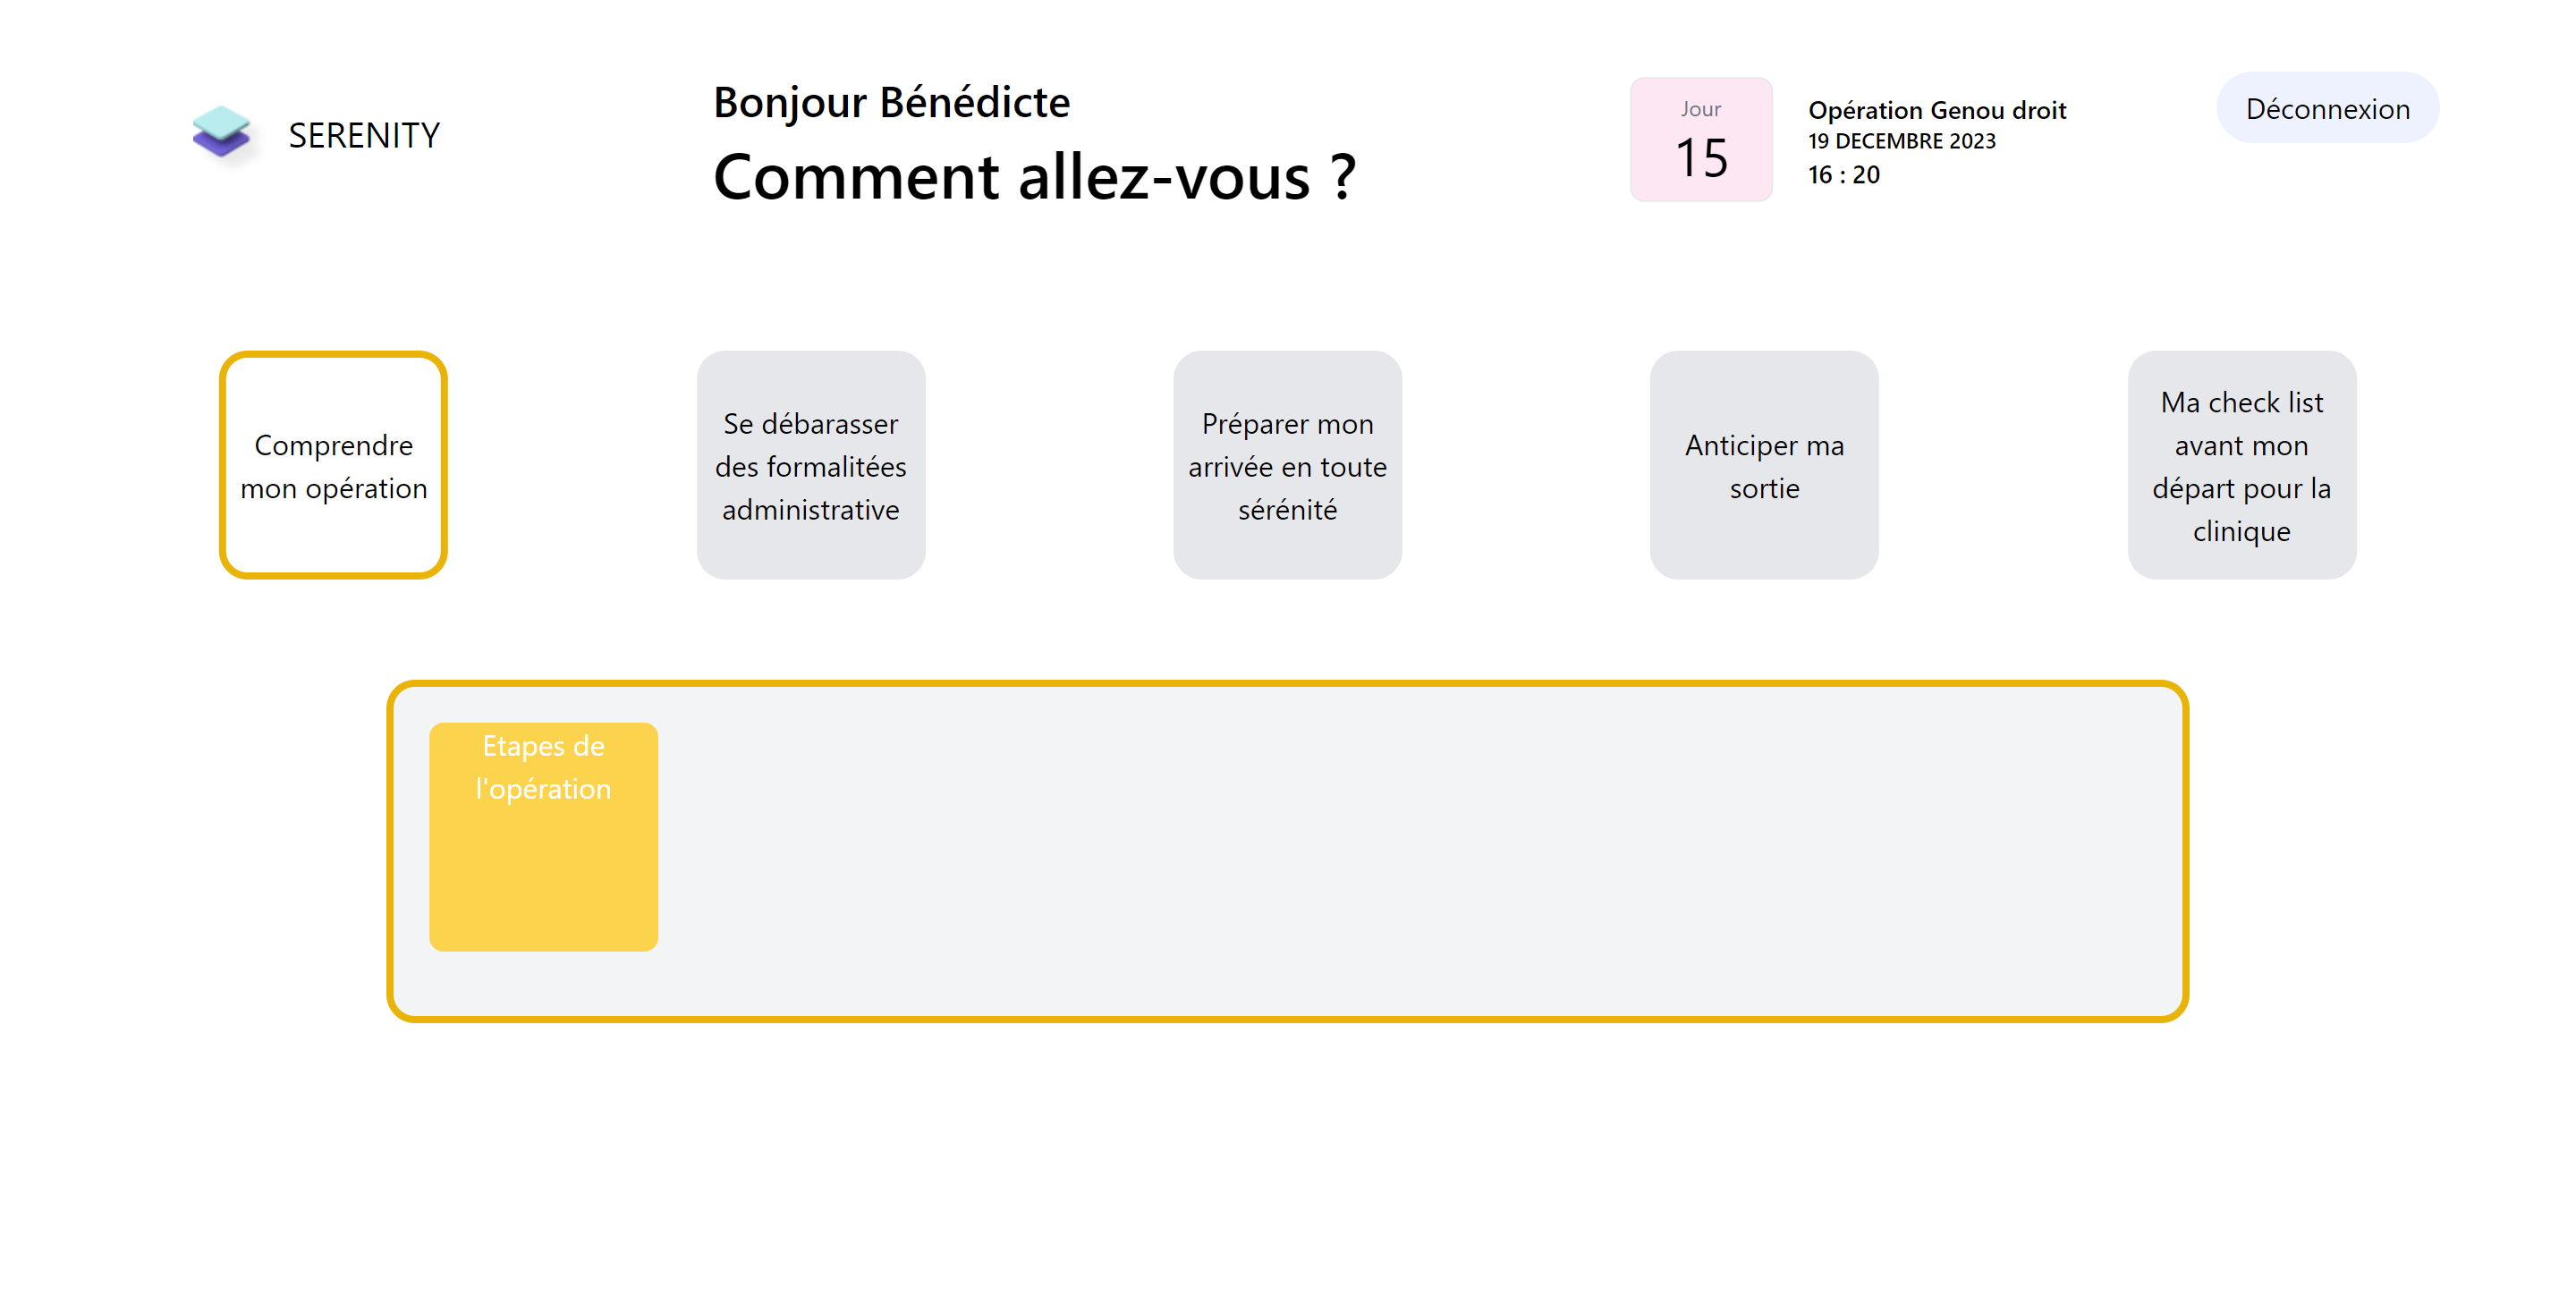 SERENITY
Bonjour Bénédicte
Comment allez-vous ?
Jour
15
Opération Genou droit
19 DECEMBRE 2023
16 : 20
Déconnexion
Comprendre
mon opération
Se débarasser
des formalitées
administrative
Préparer mon
arrivée en toute
sérénité
Anticiper ma
sortie
Ma check list
avant mon
départ pour la
clinique
Etapes de
l'opération